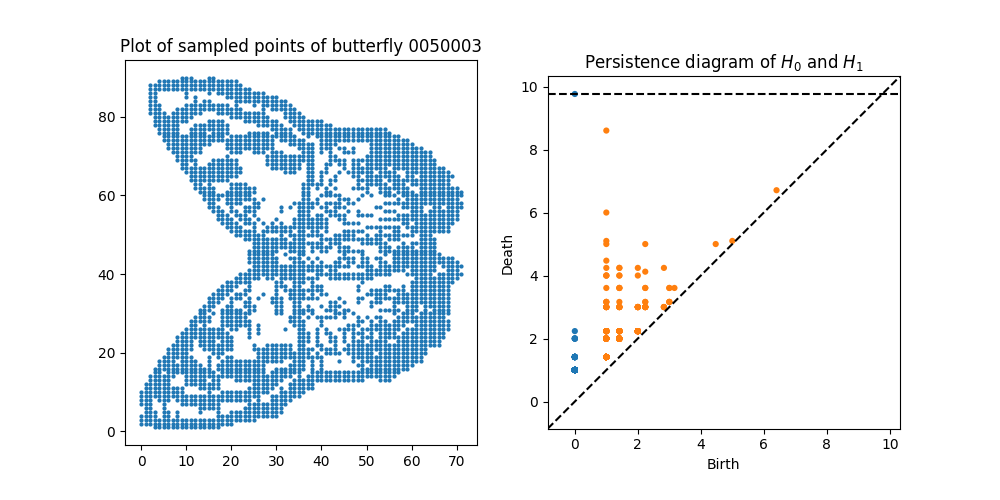 Plot of sampled points of butterfly 0050003
80
60
40
20
0
0 10 20 30 40 50 60 70
Persistence diagram of $H_0$ and $H_1$
10
8
6
4
2
0
Death
0 2 4 6 8 10
Birth